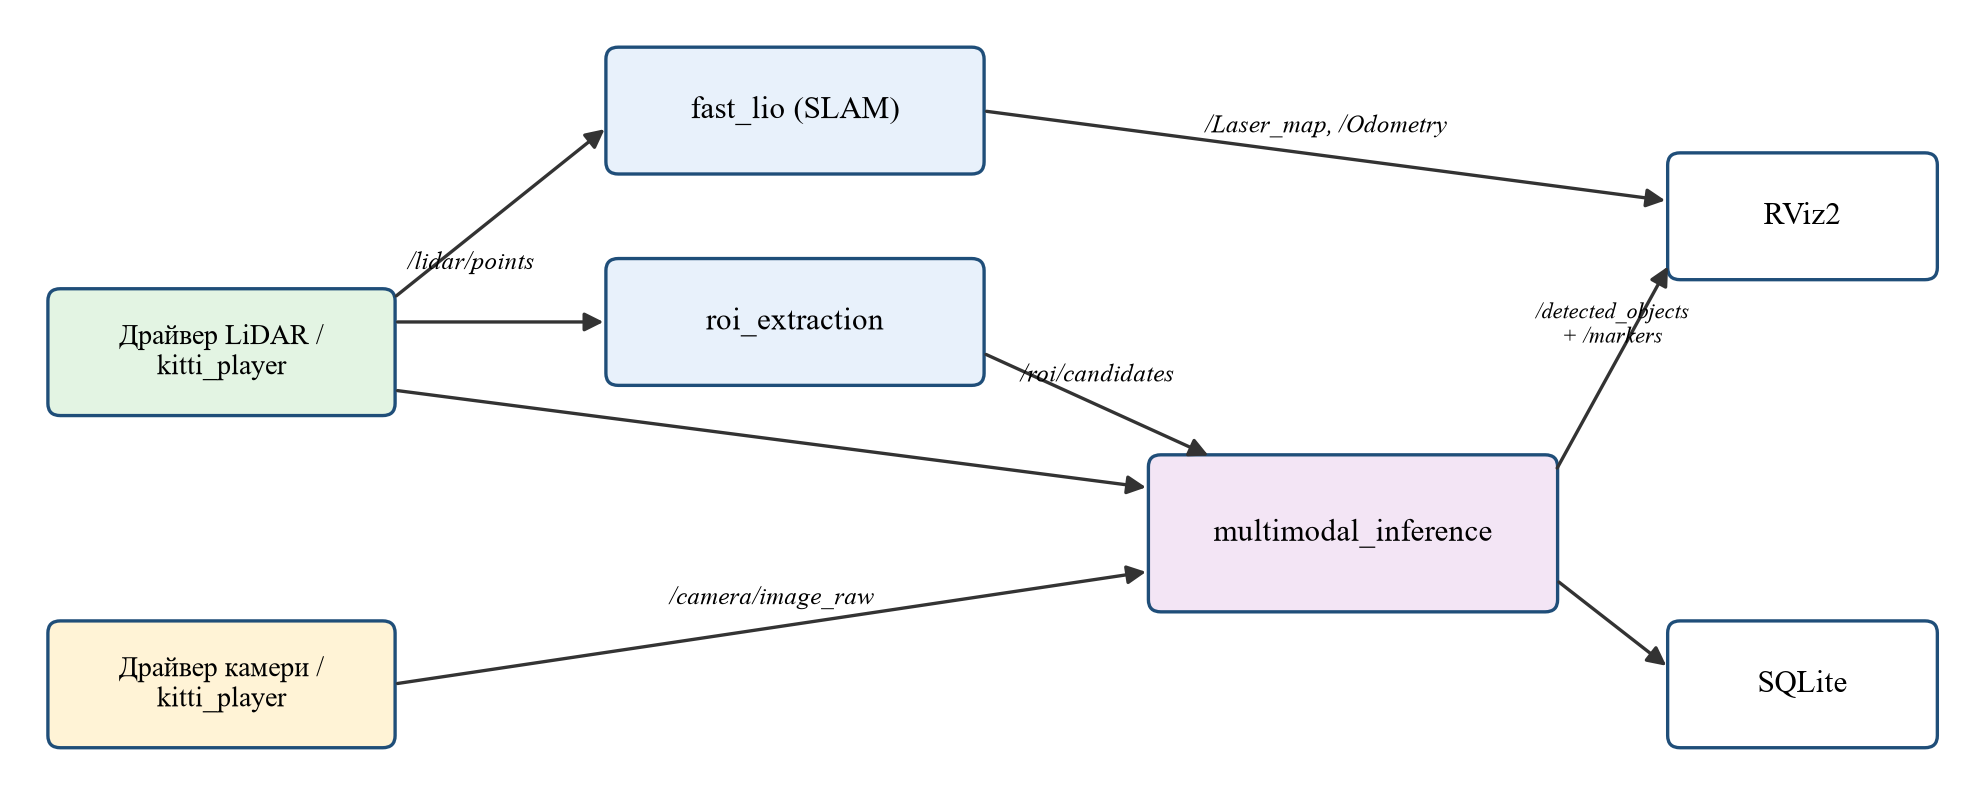 fast_lio (SLAM)
/Laser_map, /Odometry
RViz2
/lidar/points
roi_extraction
Драйвер LiDAR /
kitti_player
/roi/candidates
/detected_objects
+ /markers
multimodal_inference
/camera/image_raw
Драйвер камери /
kitti_player
SQLite